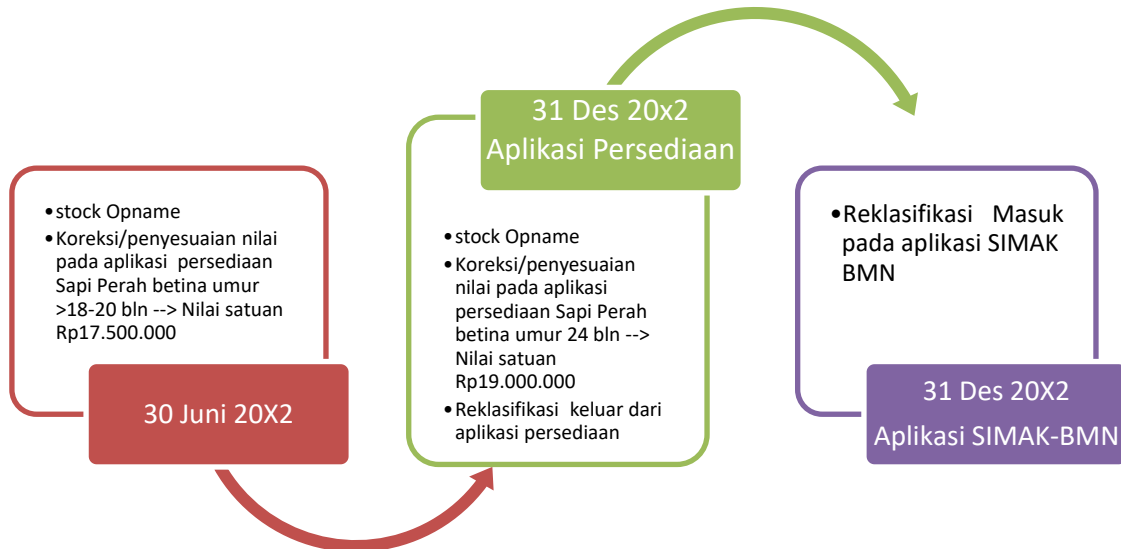 •stock Opname
•Koreksi/penyesuaian nilai
pada aplikasi persediaan
Sapi Perah betina umur
>18-20 bln --> Nilai satuan
Rp17.500.000
30 Juni 20X2
31 Des 20x2
Aplikasi Persediaan
•stock Opname
•Koreksi/penyesuaian
nilai pada aplikasi
persediaan Sapi Perah
betina umur 24 bln -->
Nilai satuan
Rp19.000.000
•Reklasifikasi keluar dari
aplikasi persediaan
•Reklasifikasi Masuk
pada aplikasi SIMAK
BMN
31 Des 20X2
Aplikasi SIMAK-BMN